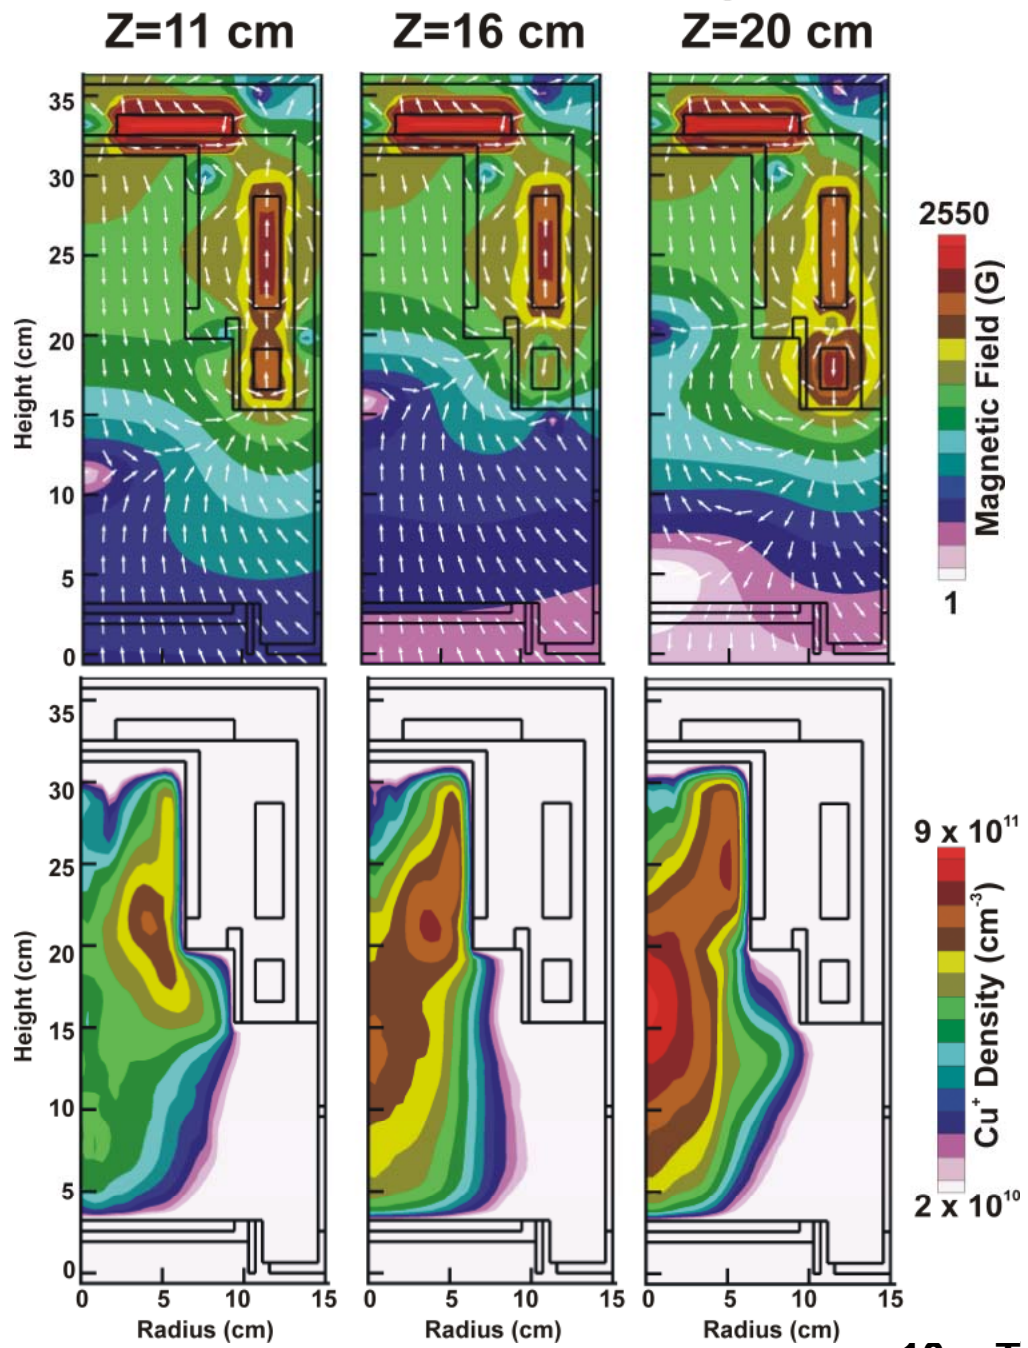 Z=11 cm
Z=16 cm
Z=20 cm
35
30
25
20
15
10
5
0
Height (cm)
2550
Magnetic Field (G)
1
35
30
25
20
15
10
5
0
Height (cm)
9 x 10¹¹
Cu⁺ Density (cm⁻³)
2 x 10¹⁰
0 5 10 15
0 5 10 15
0 5 10 15
Radius (cm)
Radius (cm)
Radius (cm)